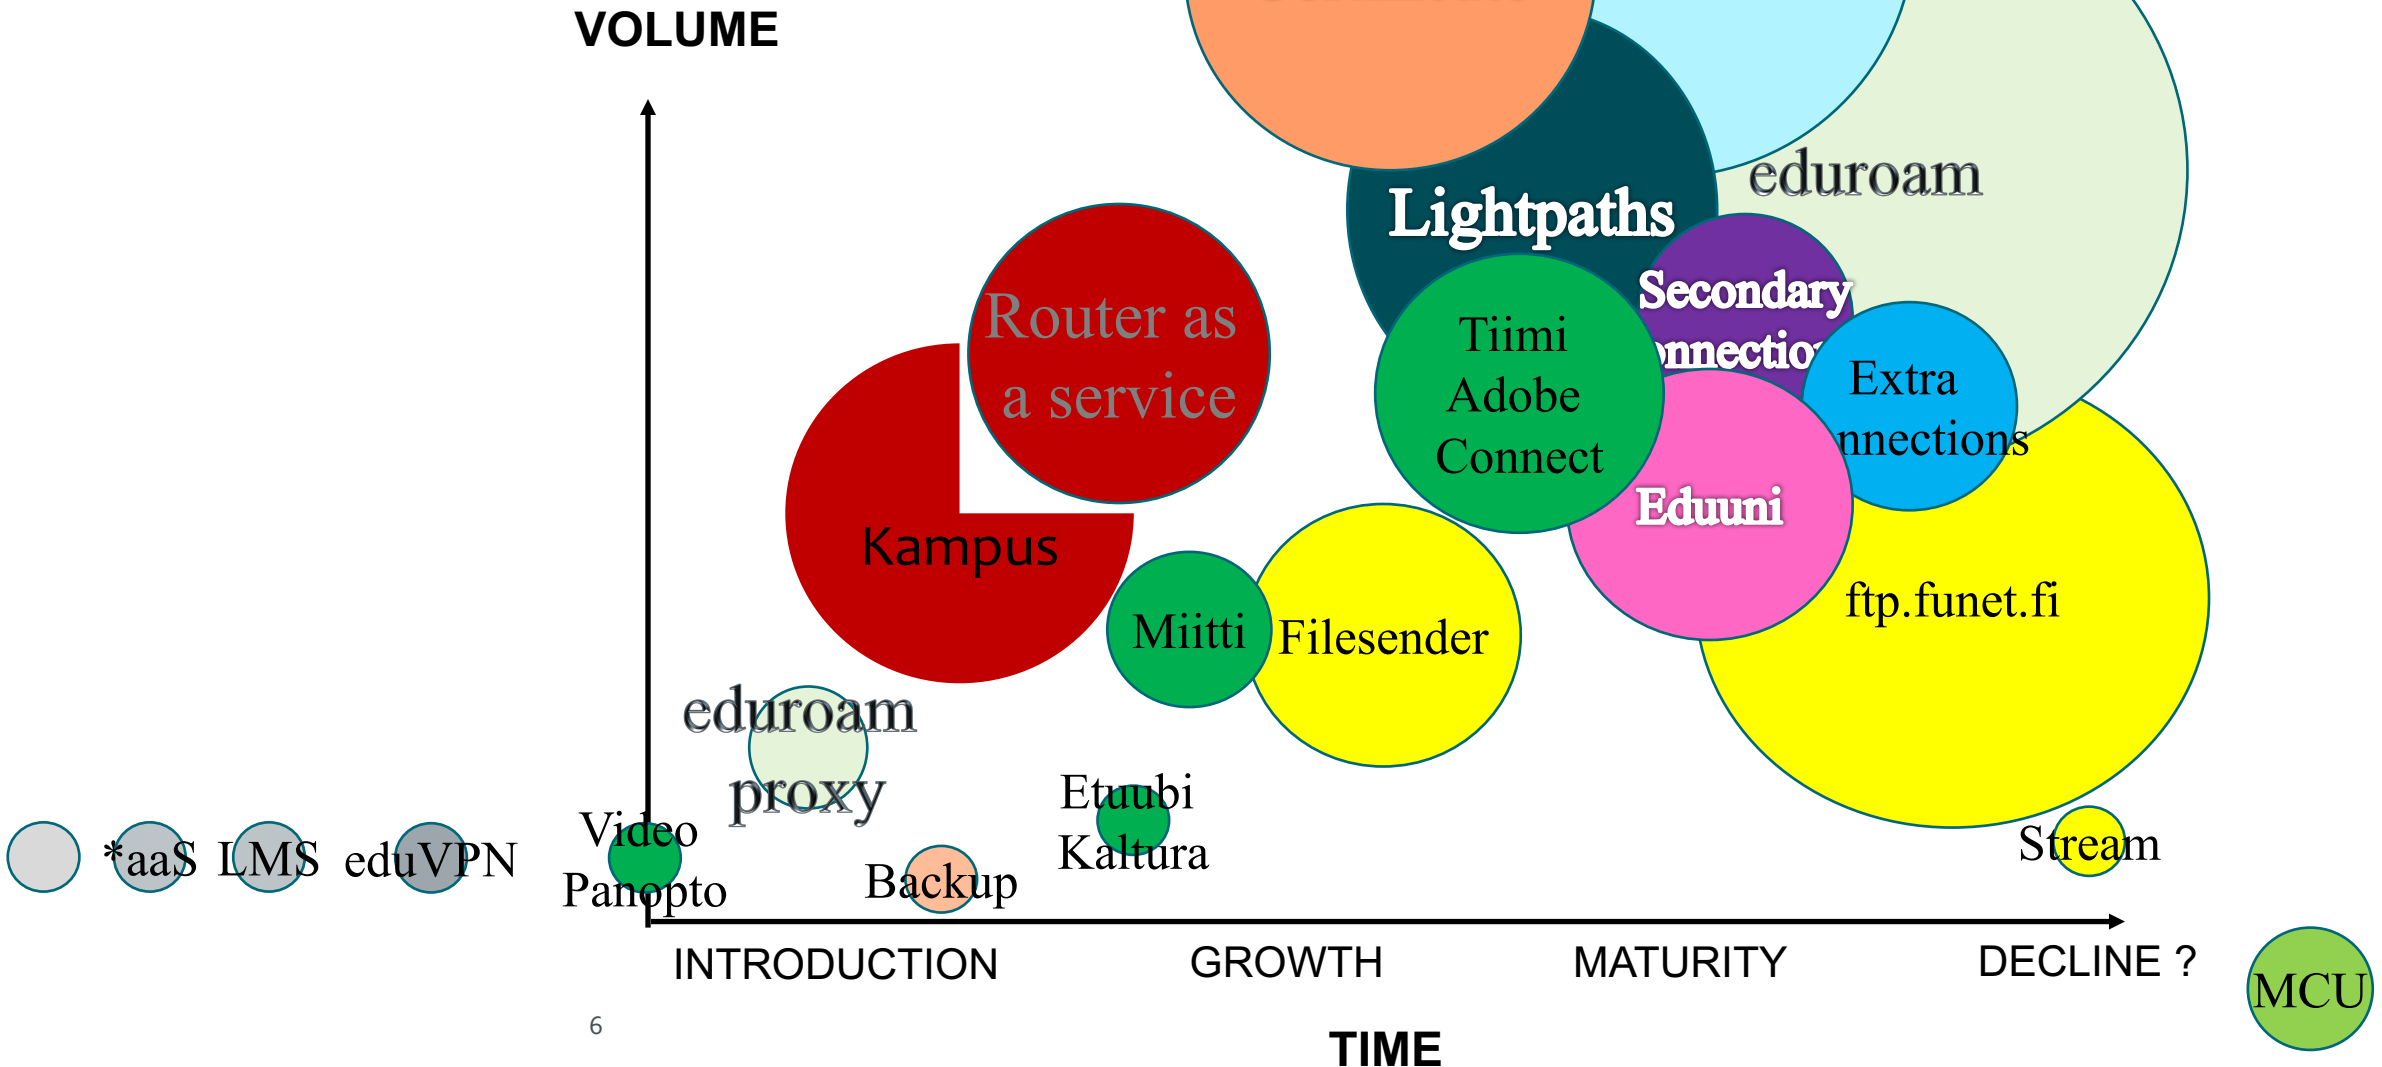 VOLUME
eduroam
Lightpaths
Secondary
onnectio
Router as
a service
Tiimi
Adobe
Connect
Extra
nnections
Eduuni
Kampus
ftp.funet.fi
Miitti
Filesender
eduroam
proxy
Etuubi
Kaltura
*aaS
LMS
eduVPN
Video
Panopto
Backup
Stream
INTRODUCTION
GROWTH
MATURITY
DECLINE ?
MCU
6
TIME